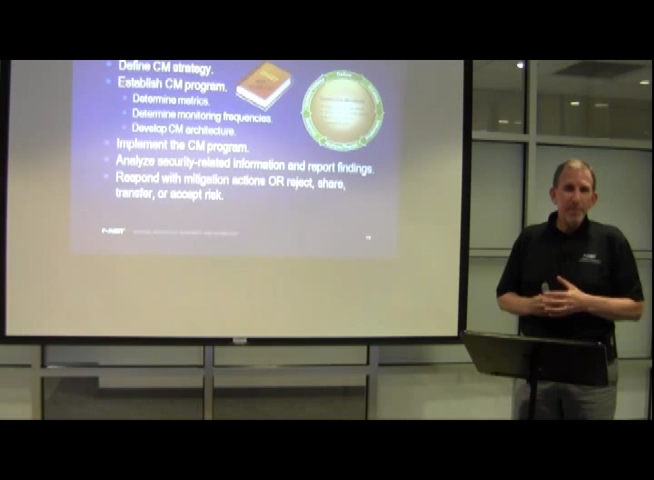 Define CM strategy.
Establish CM program.
Determine metrics.
Determine monitoring frequencies.
Develop CM architecture.
Implement the CM program.
Analyze security-related information and report findings.
Respond with mitigation actions OR reject, share,
transfer, or accept risk.